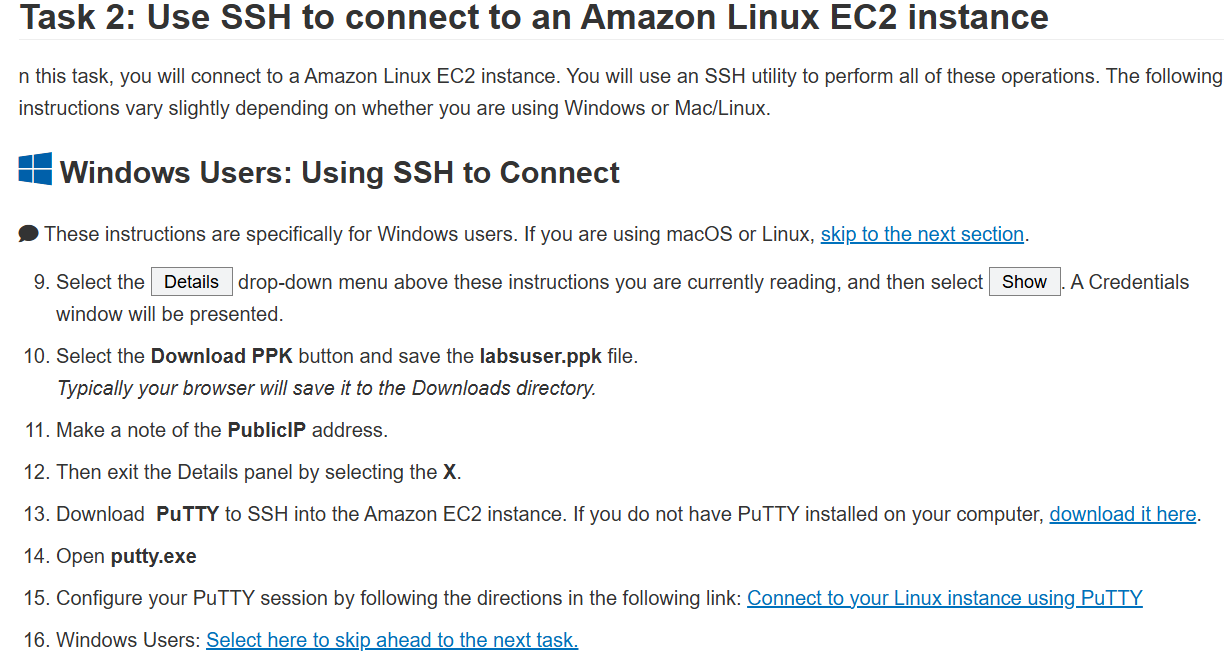 Task 2: Use SSH to connect to an Amazon Linux EC2 instance
n this task, you will connect to a Amazon Linux EC2 instance. You will use an SSH utility to perform all of these operations. The following
instructions vary slightly depending on whether you are using Windows or Mac/Linux.
Windows Users: Using SSH to Connect
These instructions are specifically for Windows users. If you are using macOS or Linux, skip to the next section.
9. Select the Details drop-down menu above these instructions you are currently reading, and then select Show. A Credentials
window will be presented.
10. Select the Download PPK button and save the labsuser.ppk file.
Typically your browser will save it to the Downloads directory.
11. Make a note of the PublicIP address.
12. Then exit the Details panel by selecting the X.
13. Download PuTTY to SSH into the Amazon EC2 instance. If you do not have PuTTY installed on your computer, download it here.
14. Open putty.exe
15. Configure your PuTTY session by following the directions in the following link: Connect to your Linux instance using PuTTY
16. Windows Users: Select here to skip ahead to the next task.